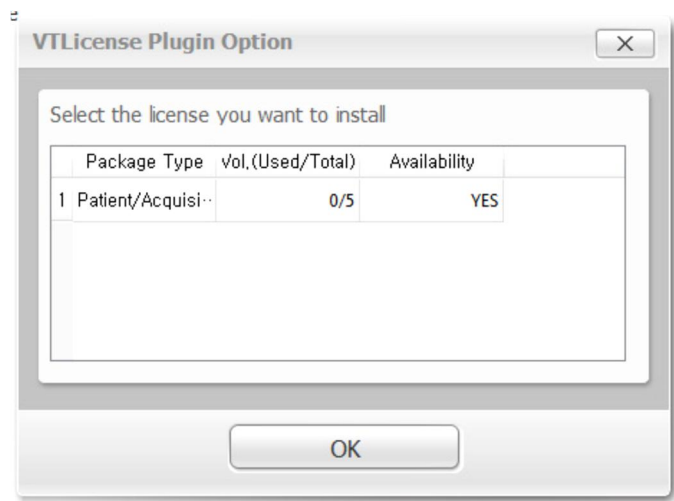 VTLicense Plugin Option
Select the license you want to install
Package Type Vol,(Used/Total) Availability
1 Patient/Acquisi·· 0/5 YES
OK